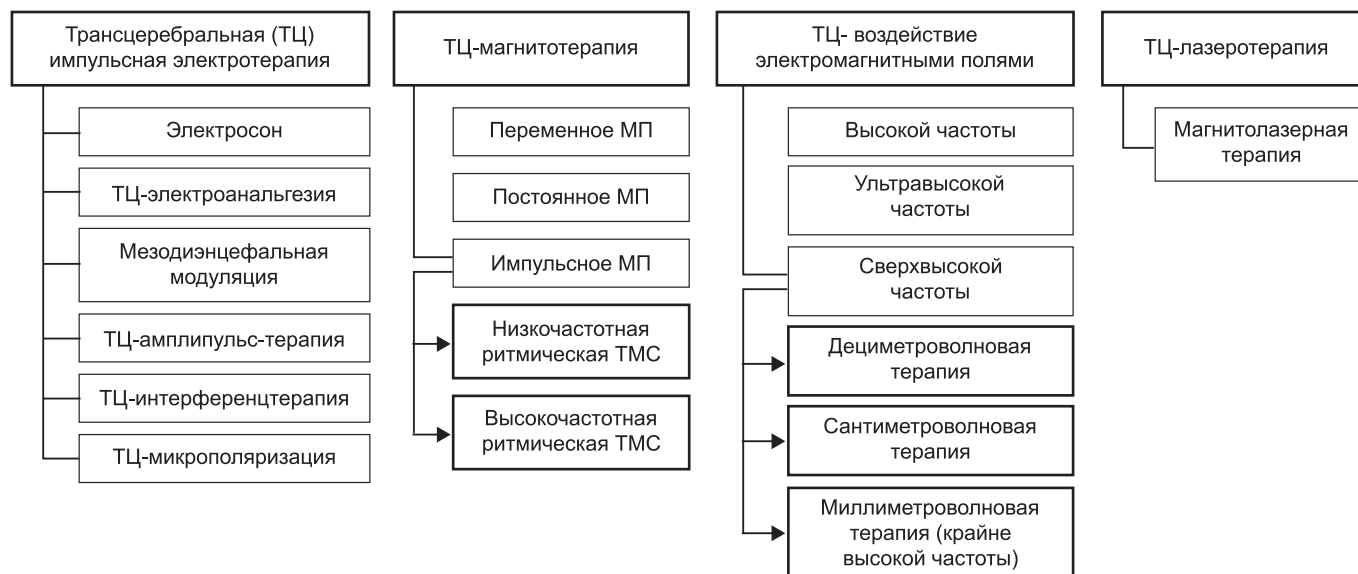 Трансцеребральная (ТЦ)
импульсная электротерапия
Электросон
ТЦ-электроанальгезия
Мезодиэнцефальная
модуляция
ТЦ-амплипульс-терапия
ТЦ-интерференцтерапия
ТЦ-микрополяризация
ТЦ-магнитотерапия
Переменное МП
Постоянное МП
Импульсное МП
Низкочастотная
ритмическая ТМС
Высокочастотная
ритмическая ТМС
ТЦ- воздействие
электромагнитными полями
Высокой частоты
Ультравысокой
частоты
Сверхвысокой
частоты
Дециметроволновая
терапия
Сантиметроволновая
терапия
Миллиметроволновая
терапия (крайне
высокой частоты)
ТЦ-лазеротерапия
Магнитолазерная
терапия